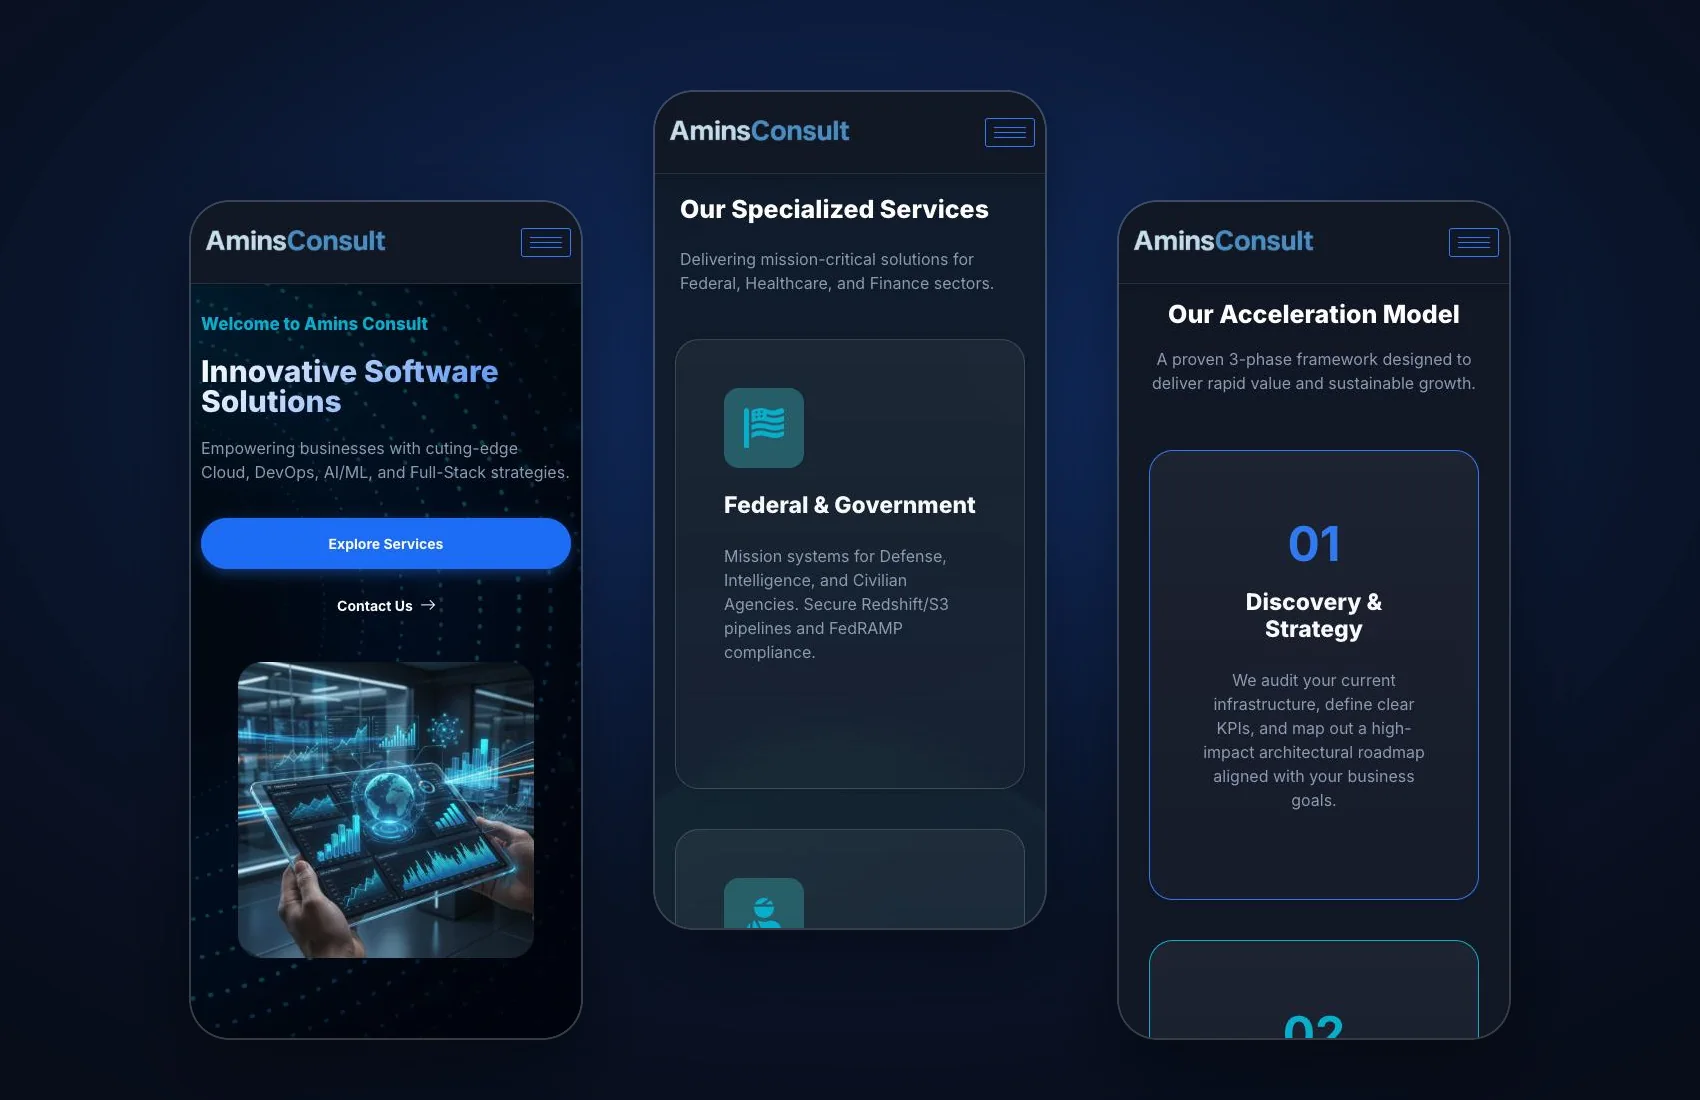 AminsConsult
Welcome to Amins Consult
Innovative Software
Solutions
Empowering businesses with cuting-edge
Cloud, DevOps, AI/ML, and Full-Stack strategies.
Explore Services
Contact Us →
AminsConsult
Our Specialized Services
Delivering mission-critical solutions for
Federal, Healthcare, and Finance sectors.
Federal & Government
Mission systems for Defense,
Intelligence, and Civilian
Agencies. Secure Redshift/S3
pipelines and FedRAMP
compliance.
AminsConsult
Our Acceleration Model
A proven 3-phase framework designed to
deliver rapid value and sustainable growth.
01
Discovery &
Strategy
We audit your current
infrastructure, define clear
KPIs, and map out a high-
impact architectural roadmap
aligned with your business
goals.
02